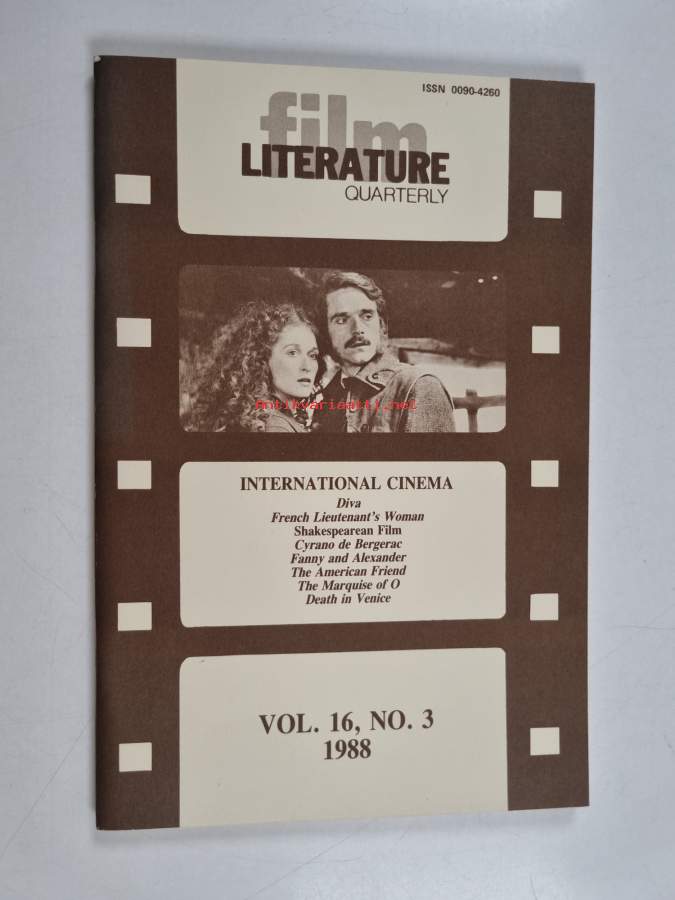 ISSN 0090-4260
film
LITERATURE
QUARTERLY
Antikvariaatti.net
INTERNATIONAL CINEMA
Diva
French Lieutenant's Woman
Shakespearean Film
Cyrano de Bergerac
Fanny and Alexander
The American Friend
The Marquise of O
Death in Venice
VOL. 16, NO. 3
1988